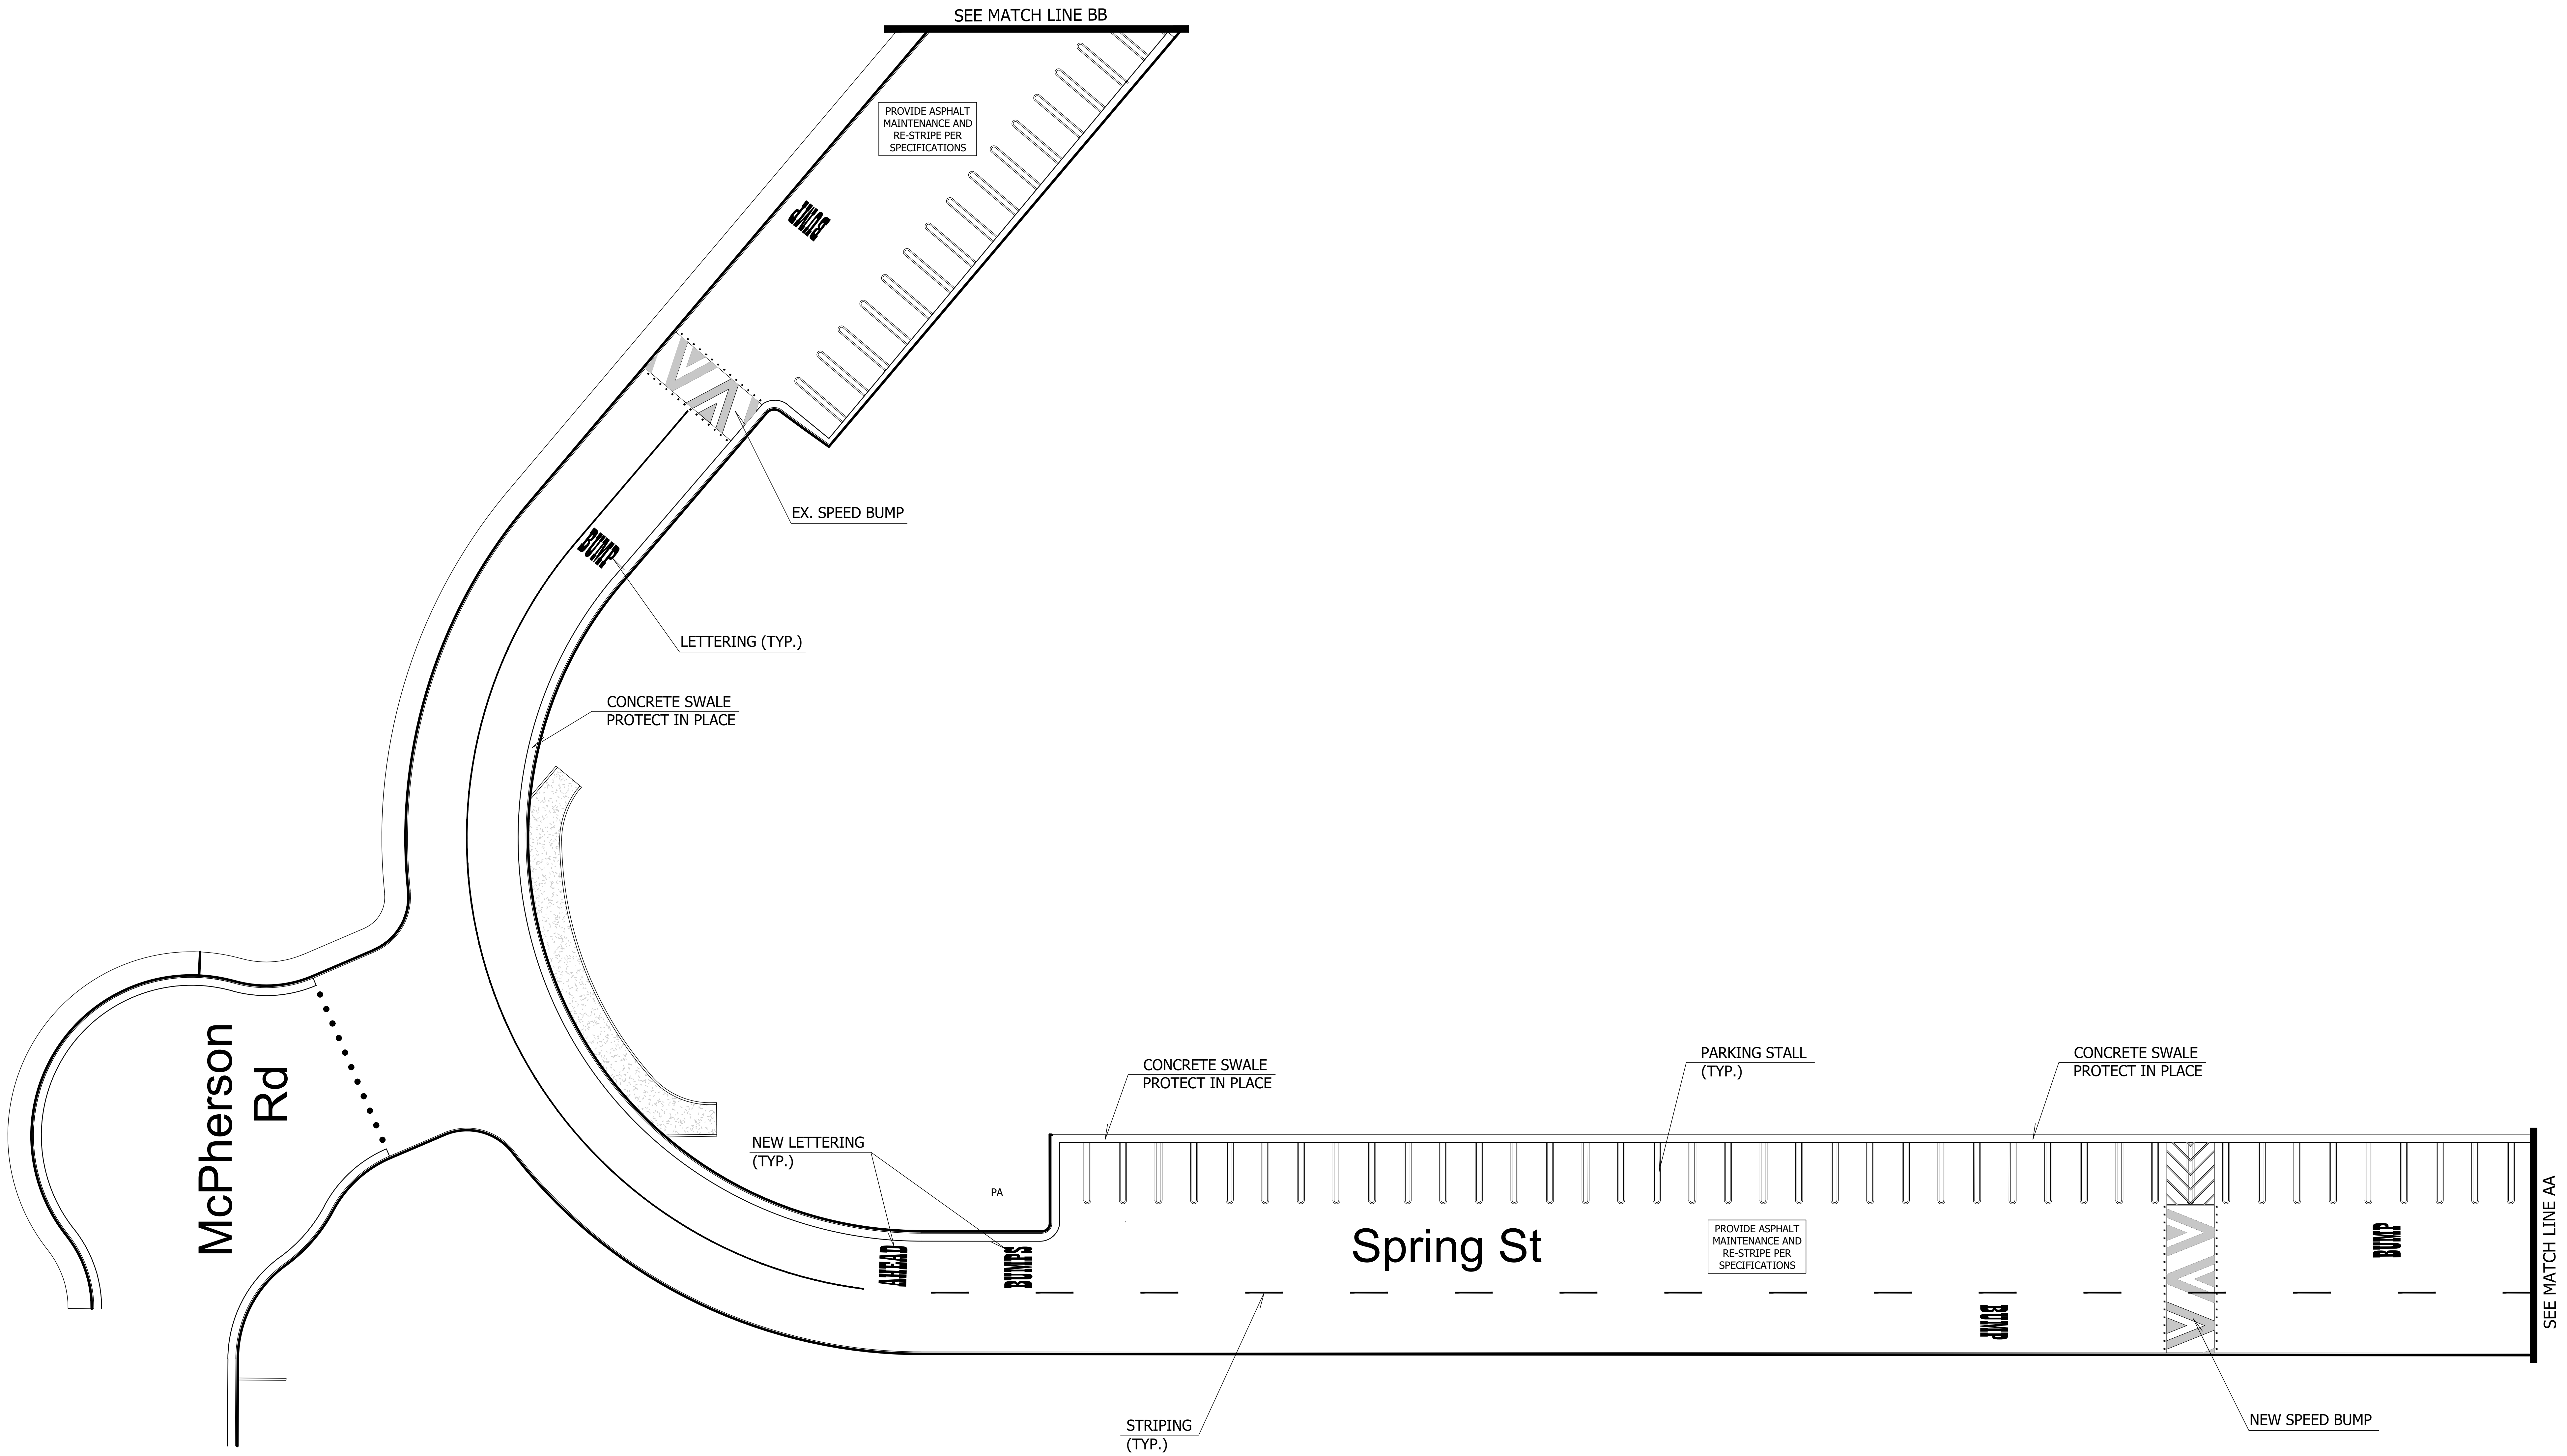 SEE MATCH LINE BB
PROVIDE ASPHALT
MAINTENANCE AND
RE-STRIPE PER
SPECIFICATIONS
BUMP
EX. SPEED BUMP
BUMP
LETTERING (TYP.)
CONCRETE SWALE
PROTECT IN PLACE
McPherson
Rd
NEW LETTERING
(TYP.)
PA
AHEAD
BUMPS
CONCRETE SWALE
PROTECT IN PLACE
PARKING STALL
(TYP.)
CONCRETE SWALE
PROTECT IN PLACE
Spring St
PROVIDE ASPHALT
MAINTENANCE AND
RE-STRIPE PER
SPECIFICATIONS
BUMP
BUMP
SEE MATCH LINE AA
STRIPING
(TYP.)
NEW SPEED BUMP